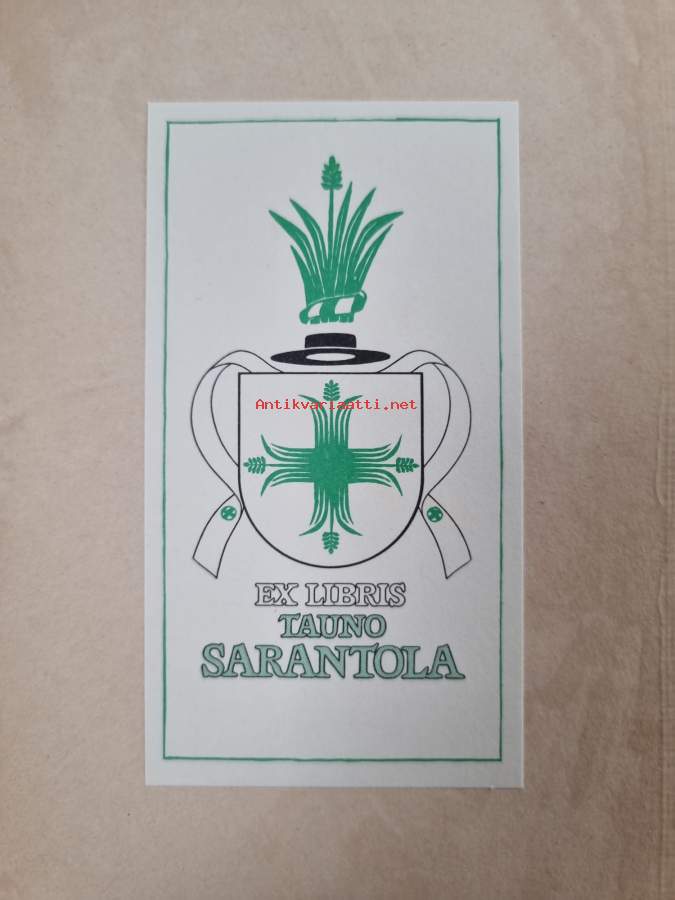 Antikvariaatti.net
EX LIBRIS
TAUNO
SARANTOLA